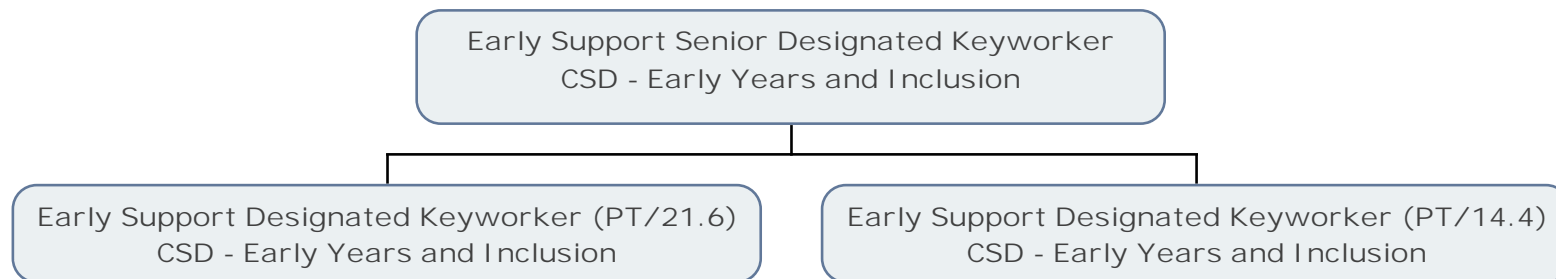 Early Support Senior Designated Keyworker
CSD - Early Years and Inclusion
Early Support Designated Keyworker (PT/21.6)
CSD - Early Years and Inclusion
Early Support Designated Keyworker (PT/14.4)
CSD - Early Years and Inclusion